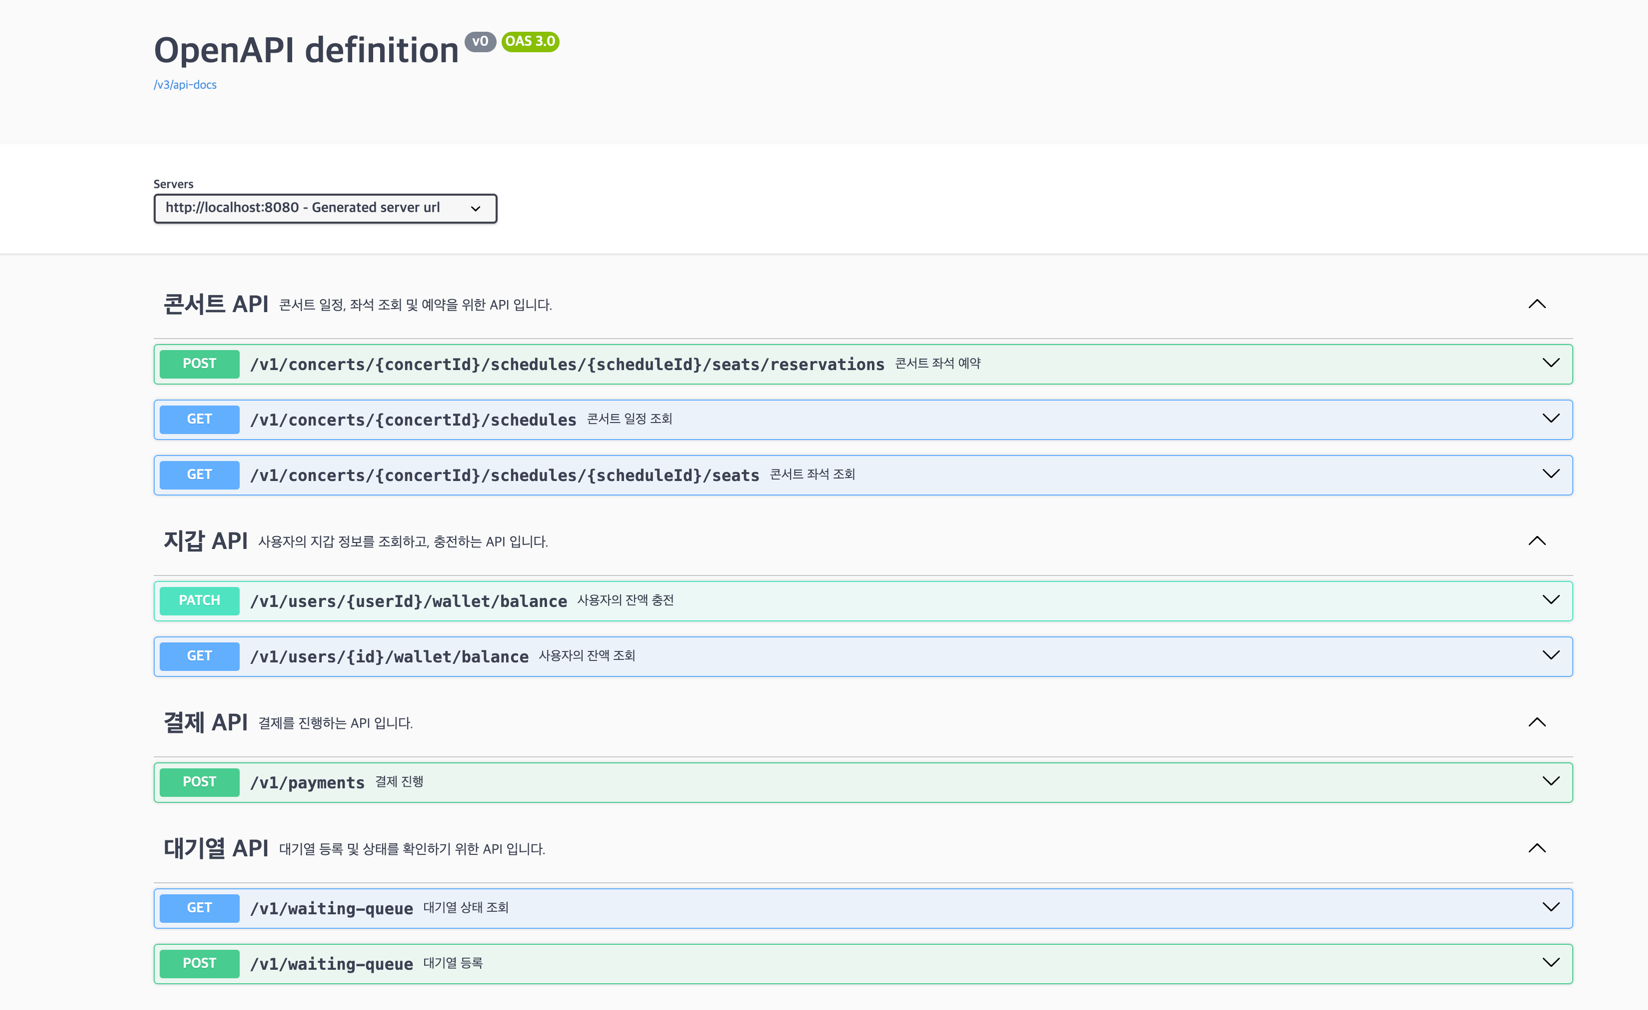 OpenAPI definition v0 OAS 3.0
/v3/api-docs
Servers
http://localhost:8080 - Generated server url
콘서트 API 콘서트 일정, 좌석 조회 및 예약을 위한 API 입니다.
POST /v1/concerts/{concertId}/schedules/{scheduleId}/seats/reservations 콘서트 좌석 예약
GET /v1/concerts/{concertId}/schedules 콘서트 일정 조회
GET /v1/concerts/{concertId}/schedules/{scheduleId}/seats 콘서트 좌석 조회
지갑 API 사용자의 지갑 정보를 조회하고, 충전하는 API 입니다.
PATCH /v1/users/{userId}/wallet/balance 사용자의 잔액 충전
GET /v1/users/{id}/wallet/balance 사용자의 잔액 조회
결제 API 결제를 진행하는 API 입니다.
POST /v1/payments 결제 진행
대기열 API 대기열 등록 및 상태를 확인하기 위한 API 입니다.
GET /v1/waiting-queue 대기열 상태 조회
POST /v1/waiting-queue 대기열 등록